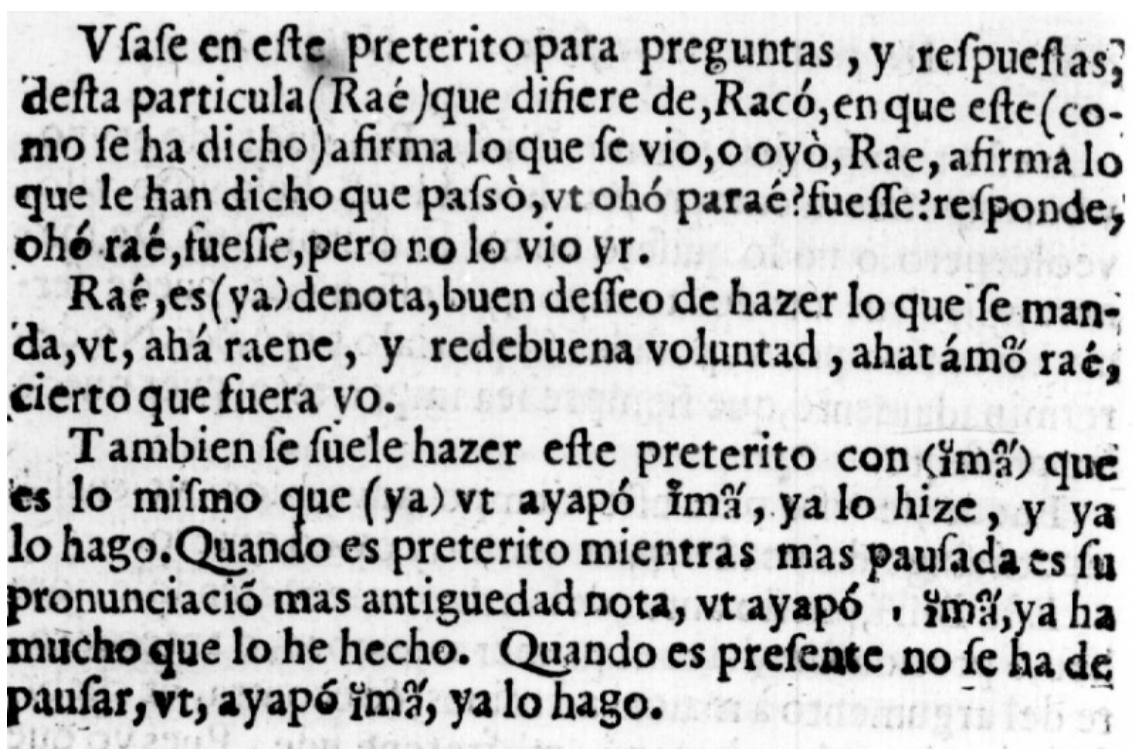 Vſaſe en eſte preterito para preguntas, y reſpueſtas,
deſta particula (Raé) que difiere de, Racó, en que eſte (co-
mo ſe ha dicho) afirma lo que ſe vio, o oyò, Rae, afirma lo
que le han dicho que paſsò, vt ohó paraé? fueſſe? reſponde,
ohó raé, fueſſe, pero no lo vio yr.
Raé, es (ya) denota, buen deſſeo de hazer lo que ſe man-
da, vt, ahá raene, y redebuena voluntad, ahatámõ raé,
cierto que fuera yo.
Tambien ſe ſuele hazer eſte preterito con (ĭmã) que
es lo miſmo que (ya) vt ayapó ĭmã, ya lo hize, y ya
lo hago. Quando es preterito mientras mas pauſada es ſu
pronunciació mas antiguedad nota, vt ayapó, ĭmã, ya ha
mucho que lo he hecho. Quando es preſente no ſe ha de
pauſar, vt, ayapó ĭmã, ya lo hago.